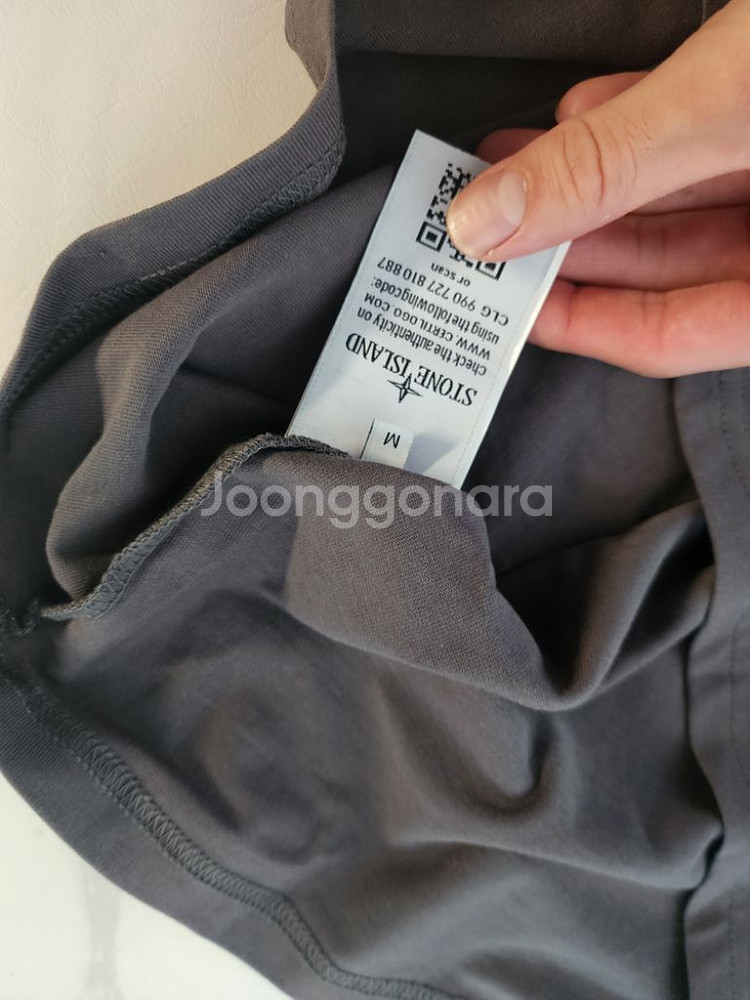 M
STONE ISLAND
Check the authenticity on
WWW. CERTILOGO. COM
using the following code:
CLG 990 727 810 887
or scan
Joonggonara